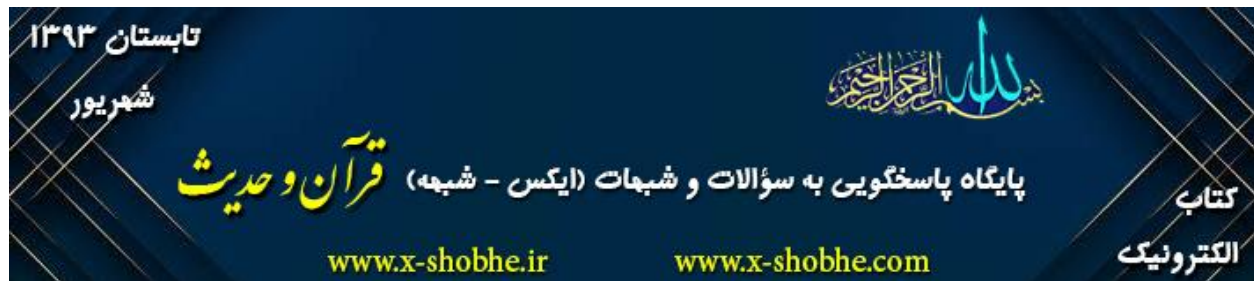 بسم الله الرحمن الرحیم
تابستان ۱۳۹۳
شهریور
پایگاه پاسخگویی به سؤالات و شبهات (ایکس - شبهه) قرآن و حدیث
کتاب
الکترونیک
www.x-shobhe.ir www.x-shobhe.com